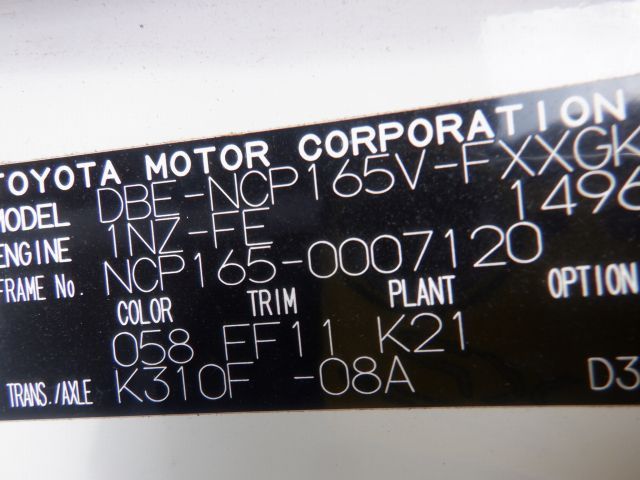 TOYOTA MOTOR CORPORATION
MODEL DBE-NCP165V-FXXGK
ENGINE 1NZ-FE 1496
FRAME No. NCP165-0007120
COLOR TRIM PLANT OPTION
058 FF11 K21
TRANS./AXLE K310F -08A D3